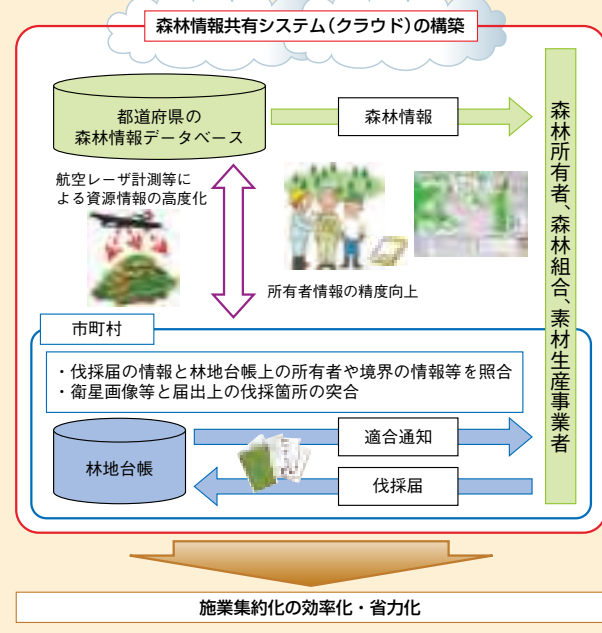 森林情報共有システム（クラウド）の構築
都道府県の
森林情報データベース
森林情報
航空レーザ計測等に
よる資源情報の高度化
所有者情報の精度向上
森林所有者、森林組合、素材生産事業者
市町村
・伐採届の情報と林地台帳上の所有者や境界の情報等を照合
・衛星画像等と届出上の伐採箇所の突合
林地台帳
適合通知
伐採届
施業集約化の効率化・省力化